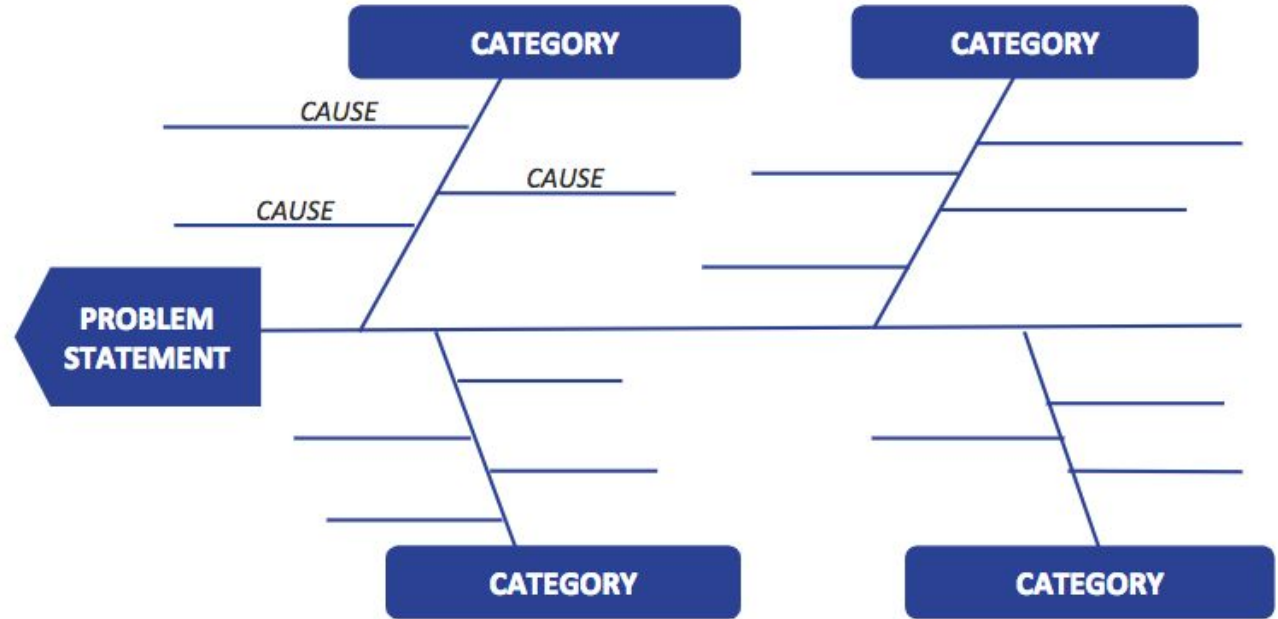 CATEGORY
CATEGORY
CAUSE
CAUSE
CAUSE
PROBLEM
STATEMENT
CATEGORY
CATEGORY